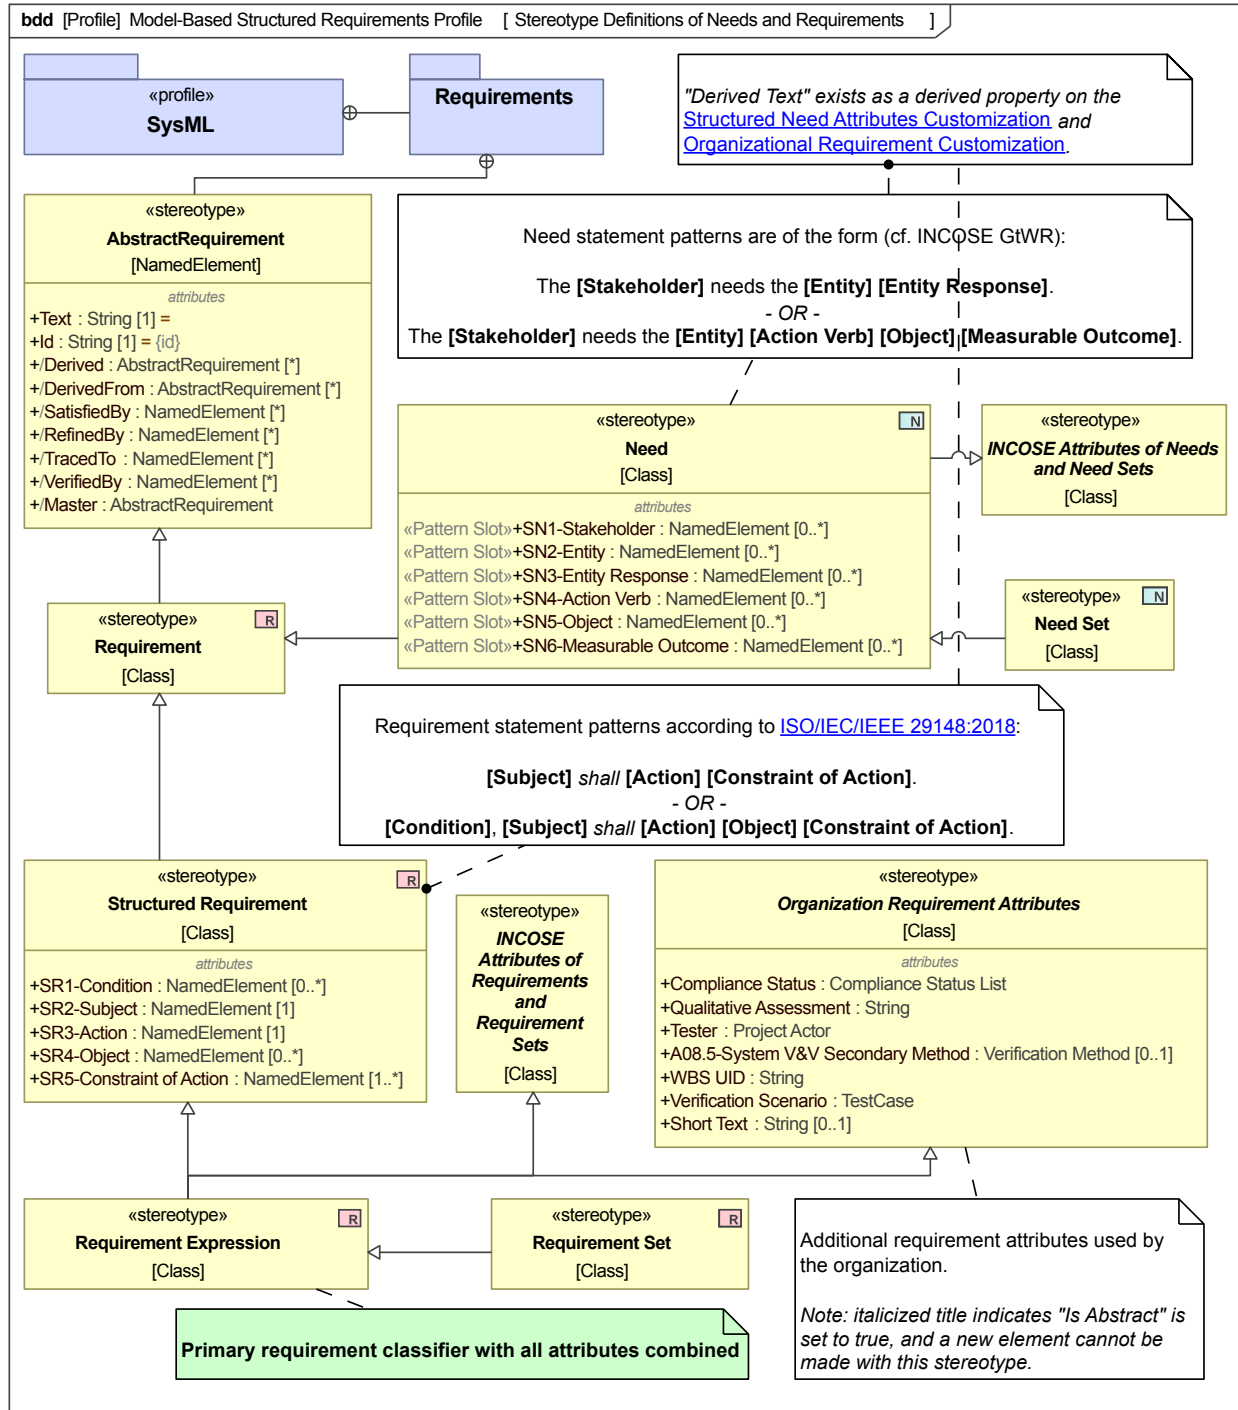 bdd [Profile] Model-Based Structured Requirements Profile [ Stereotype Definitions of Needs and Requirements ]
«profile»
SysML
Requirements
"Derived Text" exists as a derived property on the
Structured Need Attributes Customization and
Organizational Requirement Customization.
«stereotype»
AbstractRequirement
[NamedElement]
attributes
+Text : String [1] =
+Id : String [1] = {id}
+/Derived : AbstractRequirement [*]
+/DerivedFrom : AbstractRequirement [*]
+/SatisfiedBy : NamedElement [*]
+/RefinedBy : NamedElement [*]
+/TracedTo : NamedElement [*]
+/VerifiedBy : NamedElement [*]
+/Master : AbstractRequirement
Need statement patterns are of the form (cf. INCOSE GtWR):
The [Stakeholder] needs the [Entity] [Entity Response].
- OR -
The [Stakeholder] needs the [Entity] [Action Verb] [Object] [Measurable Outcome].
«stereotype»
N
Need
[Class]
attributes
«Pattern Slot»+SN1-Stakeholder : NamedElement [0..*]
«Pattern Slot»+SN2-Entity : NamedElement [0..*]
«Pattern Slot»+SN3-Entity Response : NamedElement [0..*]
«Pattern Slot»+SN4-Action Verb : NamedElement [0..*]
«Pattern Slot»+SN5-Object : NamedElement [0..*]
«Pattern Slot»+SN6-Measurable Outcome : NamedElement [0..*]
«stereotype»
INCOSE Attributes of Needs
and Need Sets
[Class]
«stereotype»
N
Need Set
[Class]
«stereotype»
R
Requirement
[Class]
Requirement statement patterns according to ISO/IEC/IEEE 29148:2018:
[Subject] shall [Action] [Constraint of Action].
- OR -
[Condition], [Subject] shall [Action] [Object] [Constraint of Action].
«stereotype»
R
Structured Requirement
[Class]
attributes
+SR1-Condition : NamedElement [0..*]
+SR2-Subject : NamedElement [1]
+SR3-Action : NamedElement [1]
+SR4-Object : NamedElement [0..*]
+SR5-Constraint of Action : NamedElement [1..*]
«stereotype»
INCOSE
Attributes of
Requirements
and
Requirement
Sets
[Class]
«stereotype»
Organization Requirement Attributes
[Class]
attributes
+Compliance Status : Compliance Status List
+Qualitative Assessment : String
+Tester : Project Actor
+A08.5-System V&V Secondary Method : Verification Method [0..1]
+WBS UID : String
+Verification Scenario : TestCase
+Short Text : String [0..1]
«stereotype»
R
Requirement Expression
[Class]
«stereotype»
R
Requirement Set
[Class]
Additional requirement attributes used by
the organization.
Note: italicized title indicates "Is Abstract" is
set to true, and a new element cannot be
made with this stereotype.
Primary requirement classifier with all attributes combined